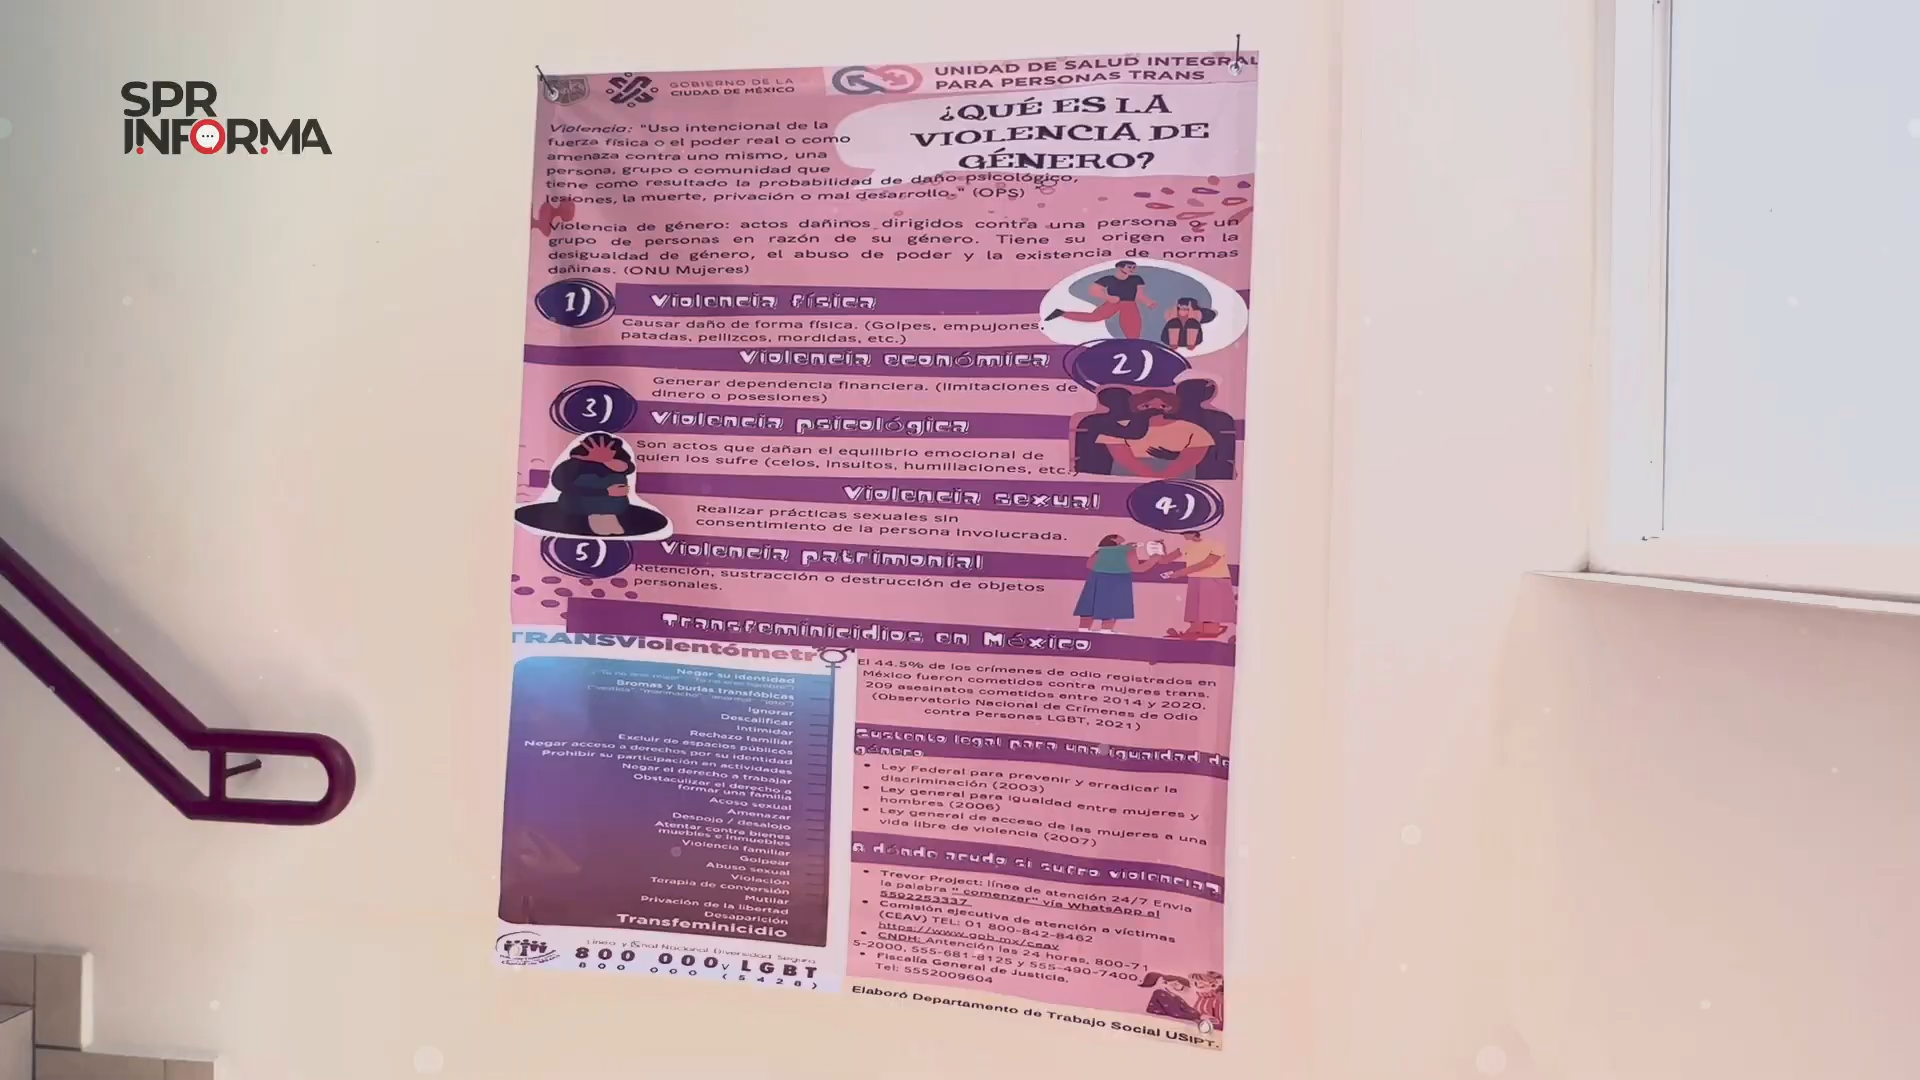 SPR
INFORMA
GOBIERNO DE LA
CIUDAD DE MÉXICO
UNIDAD DE SALUD INTEGRAL
PARA PERSONAS TRANS
¿QUÉ ES LA
VIOLENCIA DE
GÉNERO?
Violencia: "Uso intencional de la
fuerza física o el poder real o como
amenaza contra uno mismo, una
persona, grupo o comunidad que
tiene como resultado la probabilidad de daño psicológico,
lesiones, la muerte, privación o mal desarrollo." (OPS)
Violencia de género: actos dañinos dirigidos contra una persona o un
grupo de personas en razón de su género. Tiene su origen en la
desigualdad de género, el abuso de poder y la existencia de normas
dañinas. (ONU Mujeres)
1) Violencia física
Causar daño de forma física. (Golpes, empujones,
patadas, pellizcos, mordidas, etc.)
Violencia económica 2)
Generar dependencia financiera. (limitaciones de
dinero o posesiones)
3) Violencia psicológica
Son actos que dañan el equilibrio emocional de
quien los sufre (celos, insultos, humillaciones, etc.)
Violencia sexual 4)
Realizar prácticas sexuales sin
consentimiento de la persona involucrada.
5) Violencia patrimonial
Retención, sustracción o destrucción de objetos
personales.
Transfeminicidios en México
TRANSViolentómetro
Negar su identidad
Bromas y burlas transfóbicas
Ignorar
Descalificar
Intimidar
Rechazo familiar
Excluir de espacios públicos
Negar acceso a derechos por su identidad
Prohibir su participación en actividades
Negar el derecho a trabajar
Obstaculizar el derecho a
formar una familia
Acoso sexual
Amenazar
Despojo / desalojo
Atentar contra bienes
muebles e inmuebles
Violencia familiar
Golpear
Abuso sexual
Violación
Terapia de conversión
Mutilar
Privación de la libertad
Desaparición
Transfeminicidio
Línea y Nacional Diversidad Segura
800 000 LGBT
800 000 (5428)
El 44.5% de los crímenes de odio registrados en
México fueron cometidos contra mujeres trans.
209 asesinatos cometidos entre 2014 y 2020.
(Observatorio Nacional de Crímenes de Odio
contra Personas LGBT, 2021)
Sustento legal para una igualdad de
género
• Ley Federal para prevenir y erradicar la
discriminación (2003)
• Ley general para igualdad entre mujeres y
hombres (2006)
• Ley general de acceso de las mujeres a una
vida libre de violencia (2007)
A dónde acudo si sufro violencia?
• Trevor Project: línea de atención 24/7 Envia
la palabra " comenzar" vía WhatsApp al
5592253337
• Comisión ejecutiva de atención a víctimas
(CEAV) TEL: 01 800-842-8462
https://www.gob.mx/ceav
• CNDH: Antención las 24 horas, 800-71
5-2000, 555-681-8125 y 555-490-7400.
• Fiscalía General de Justicia.
Tel: 5552009604
Elaboró Departamento de Trabajo Social USIPT.